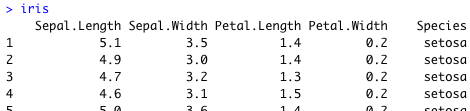 > iris
Sepal.Length Sepal.Width Petal.Length Petal.Width Species
1 5.1 3.5 1.4 0.2 setosa
2 4.9 3.0 1.4 0.2 setosa
3 4.7 3.2 1.3 0.2 setosa
4 4.6 3.1 1.5 0.2 setosa
5 5.0 3.6 1.4 0.2 setosa